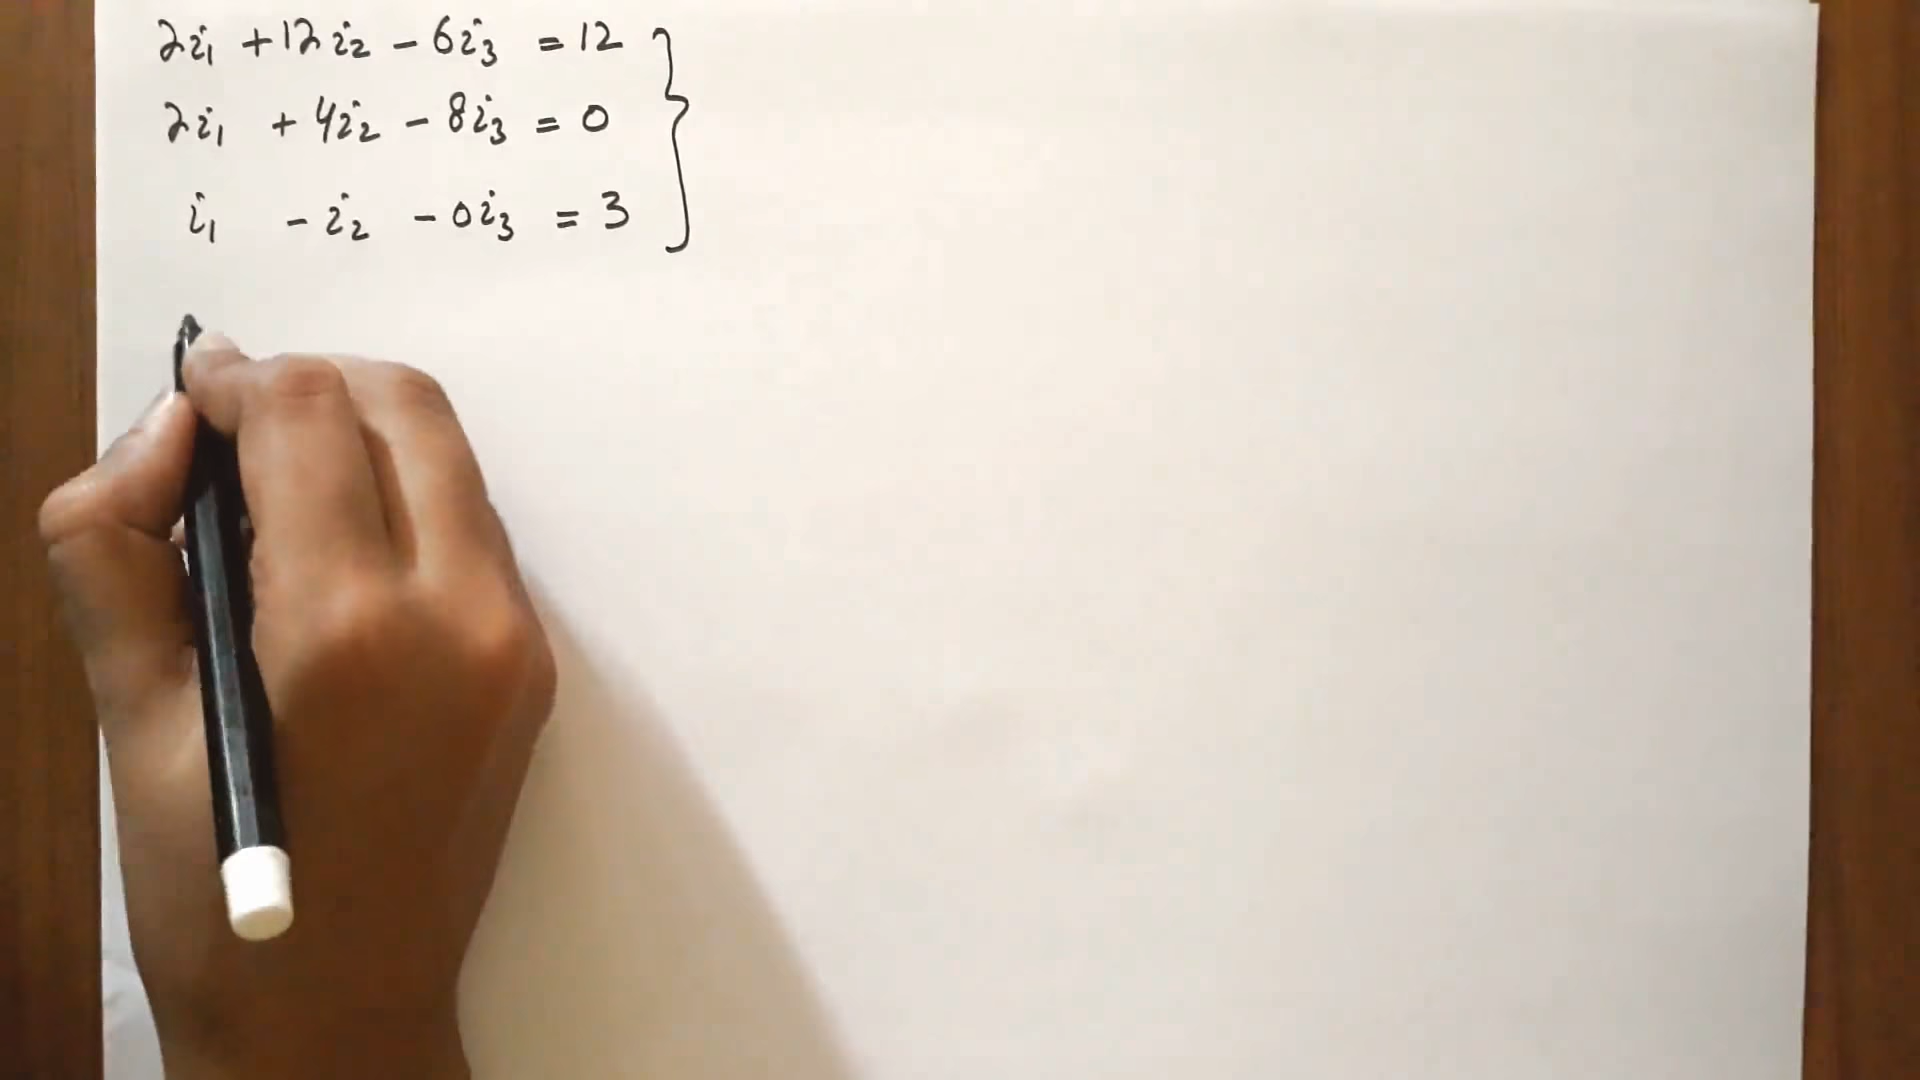 2i₁ + 12i₂ - 6i₃ = 12
2i₁ + 4i₂ - 8i₃ = 0
i₁ - i₂ - 0i₃ = 3